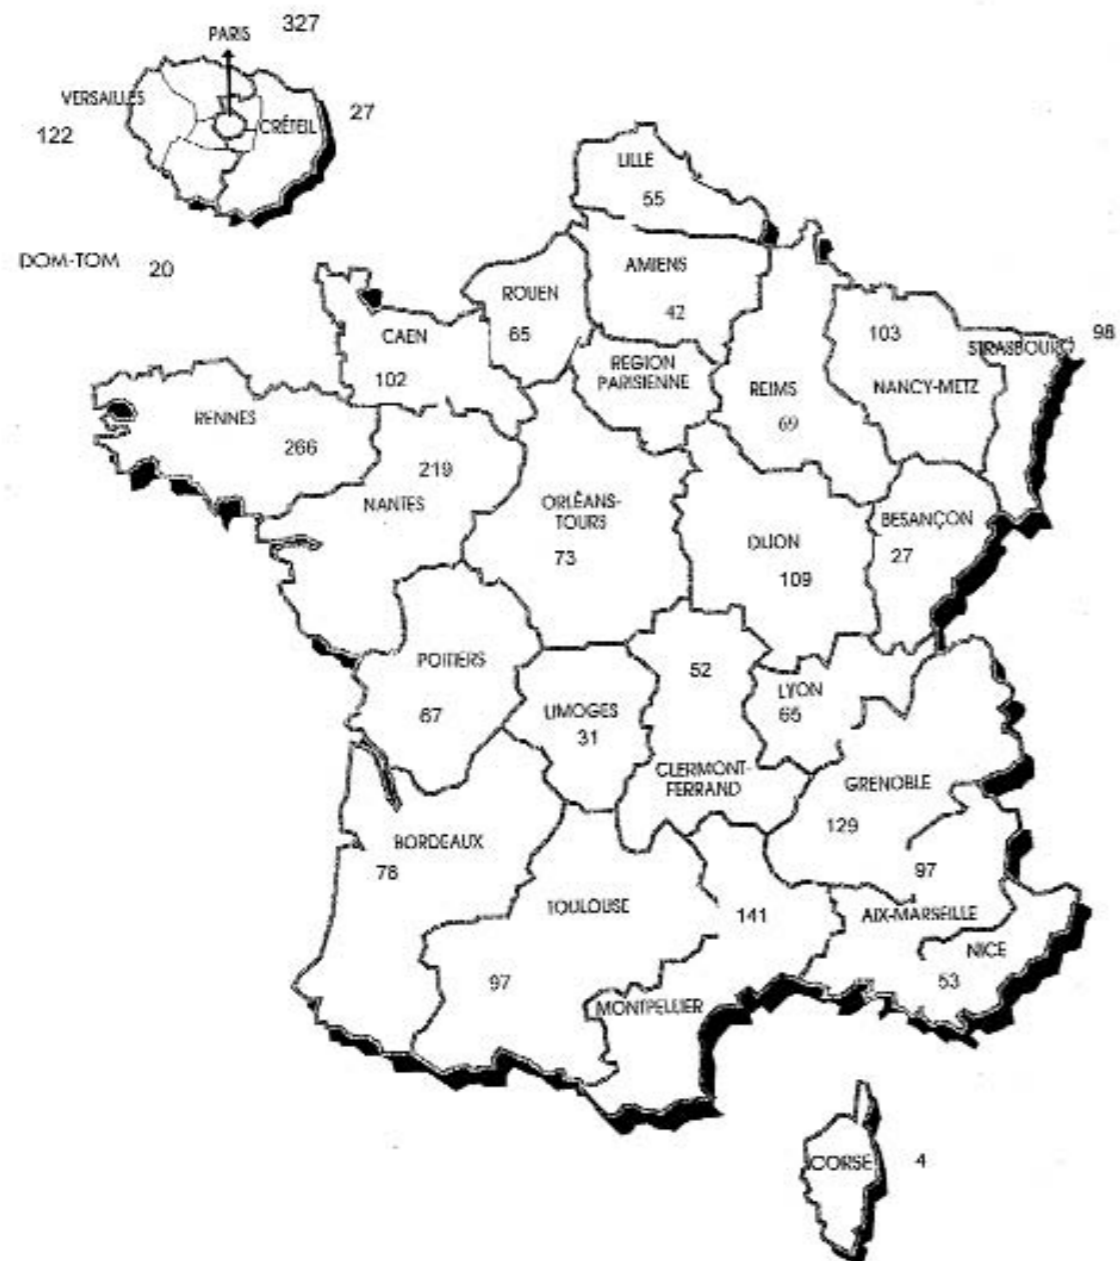 327
PARIS
VERSAILLES
27
CRÉTEIL
122
LILLE
55
DOM-TOM 20
AMIENS
42
ROUEN
65
CAEN
102
REGION
PARISIENNE
103
98
STRASBOURG
NANCY-METZ
REIMS
69
RENNES
266
219
NANTES
ORLÉANS-
TOURS
73
DIJON
109
BESANÇON
27
POITIERS
67
52
LYON
65
LIMOGES
31
CLERMONT-
FERRAND
GRENOBLE
129
BORDEAUX
78
97
TOULOUSE
141
AIX-MARSEILLE
NICE
53
97
MONTPELLIER
CORSE
4